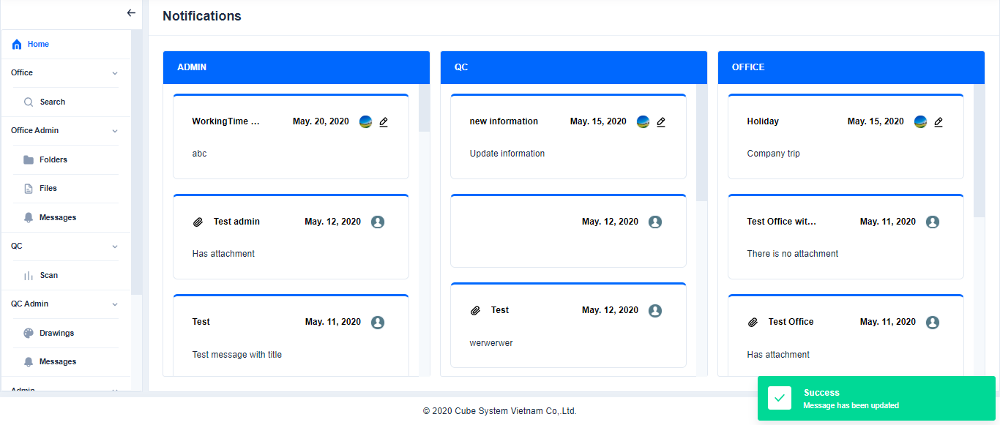 Notifications
Home
Office
Search
Office Admin
Folders
Files
Messages
QC
Scan
QC Admin
Drawings
Messages
Admin
ADMIN
WorkingTime ... May. 20, 2020
abc
Test admin May. 12, 2020
Has attachment
Test May. 11, 2020
Test message with title
QC
new information May. 15, 2020
Update information
May. 12, 2020
Test May. 12, 2020
werwerwer
OFFICE
Holiday May. 15, 2020
Company trip
Test Office wit... May. 11, 2020
There is no attachment
Test Office May. 11, 2020
Has attachment
Success
Message has been updated
© 2020 Cube System Vietnam Co,.Ltd.